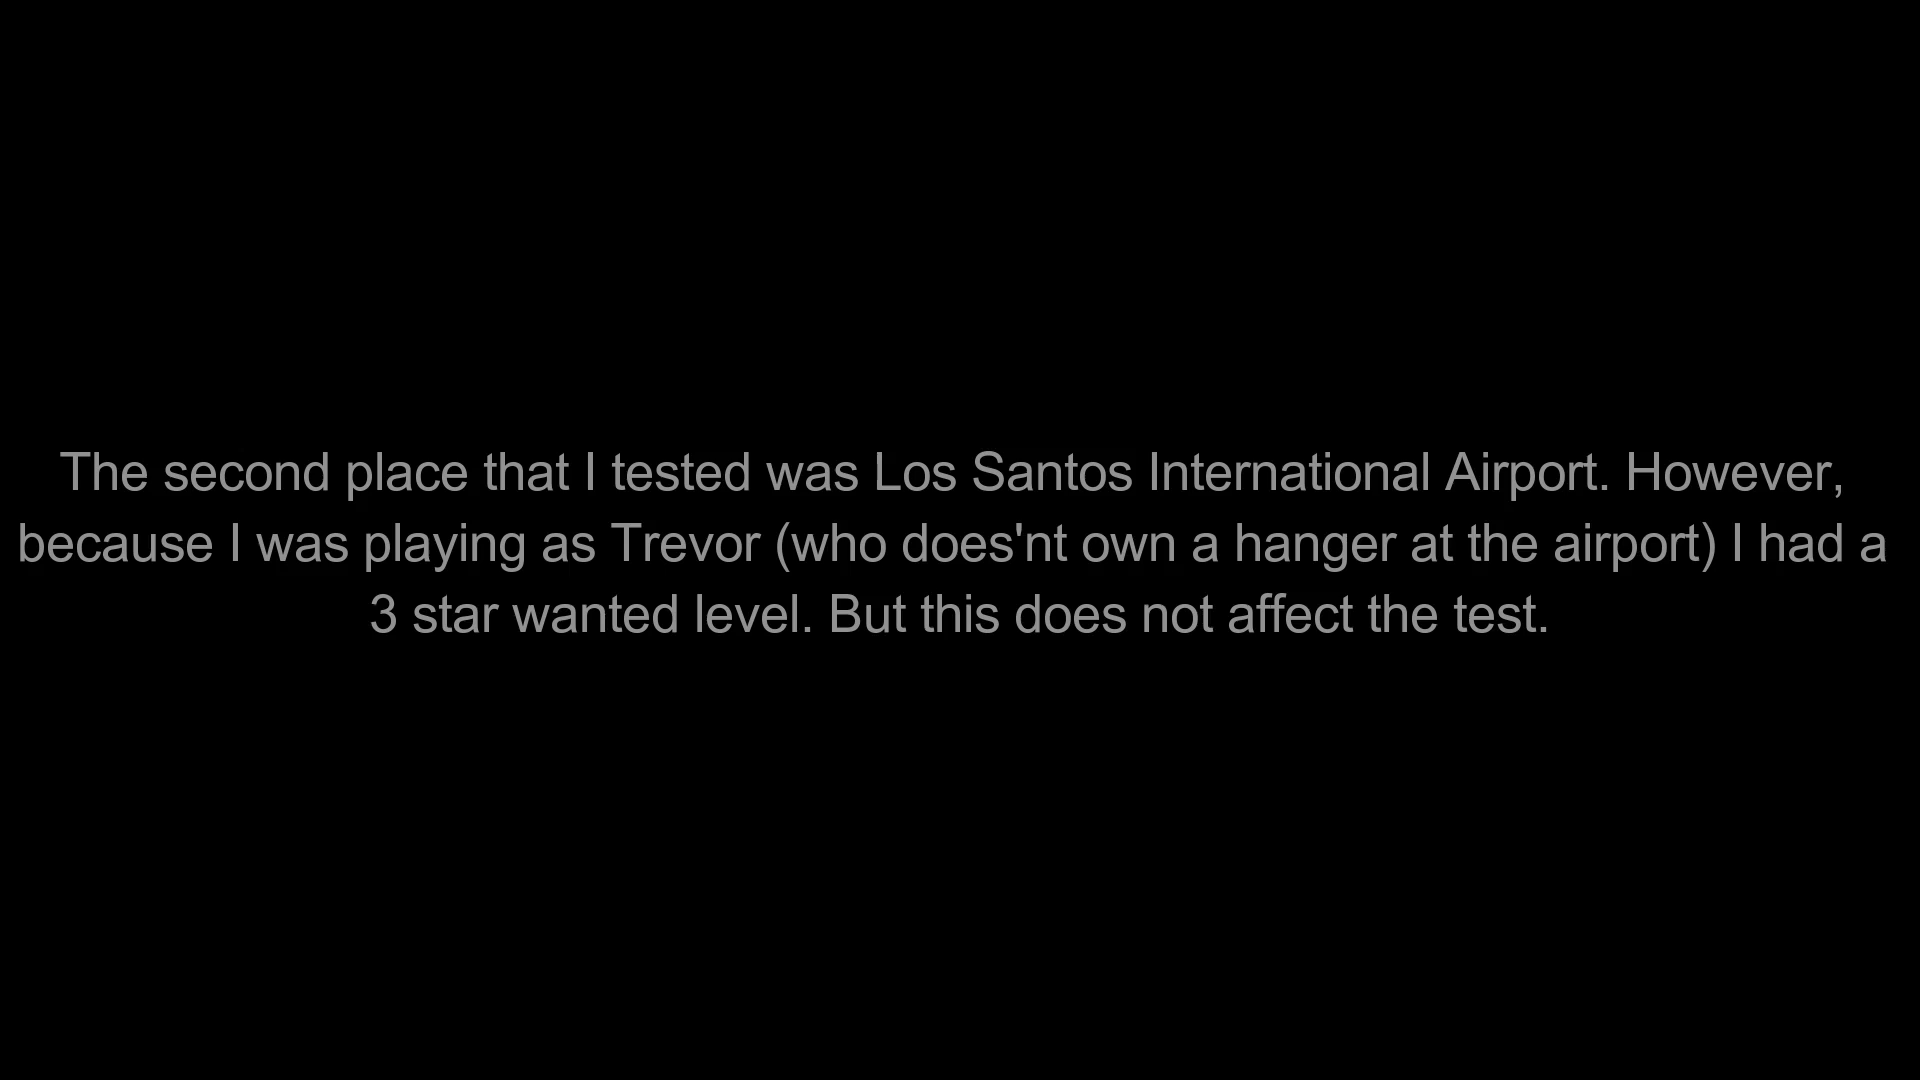 The second place that I tested was Los Santos International Airport. However,
because I was playing as Trevor (who does'nt own a hanger at the airport) I had a
3 star wanted level. But this does not affect the test.